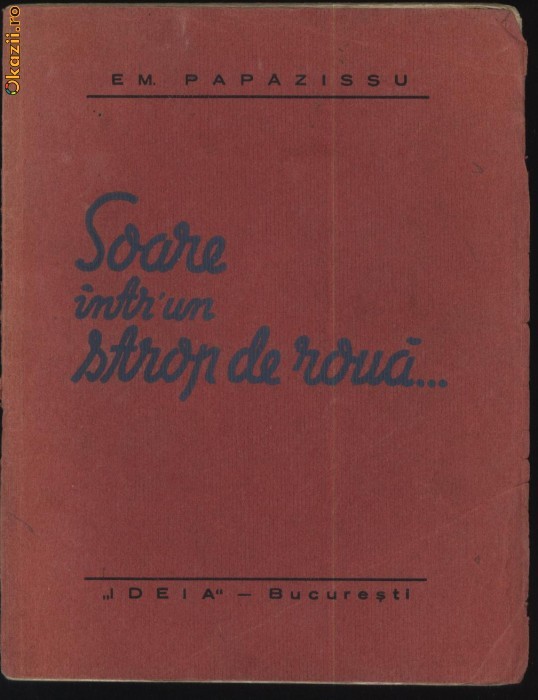 Okazii.ro
EM. PAPAZISSU
Soare
într'un
strop de rouă...
„IDEIA" — București